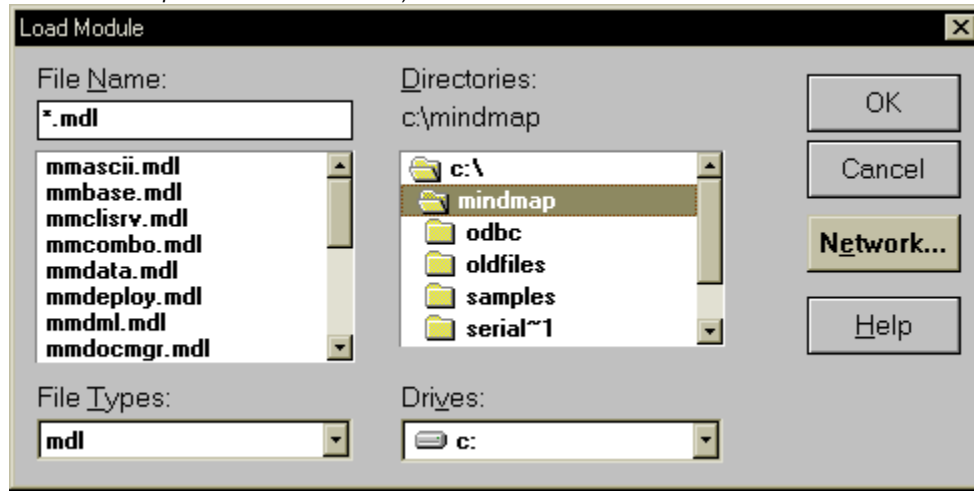 Load Module
File Name:
*.mdl
mmascii.mdl
mmbase.mdl
mmclisrv.mdl
mmcombo.mdl
mmdata.mdl
mmdeploy.mdl
mmdml.mdl
mmdocmgr.mdl
File Types:
mdl
Directories:
c:\mindmap
c:\
mindmap
odbc
oldfiles
samples
serial~1
Drives:
c:
OK
Cancel
Network...
Help